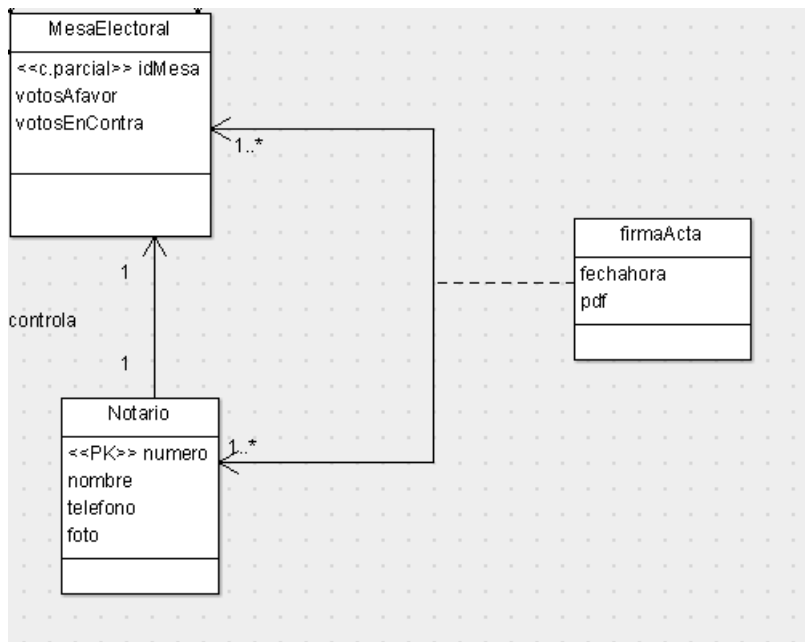 MesaElectoral
<<c.parcial>> idMesa
votosAfavor
votosEnContra
1..*
firmaActa
fechahora
pdf
1
controla
1
Notario
<<PK>> numero
nombre
telefono
foto
1..*